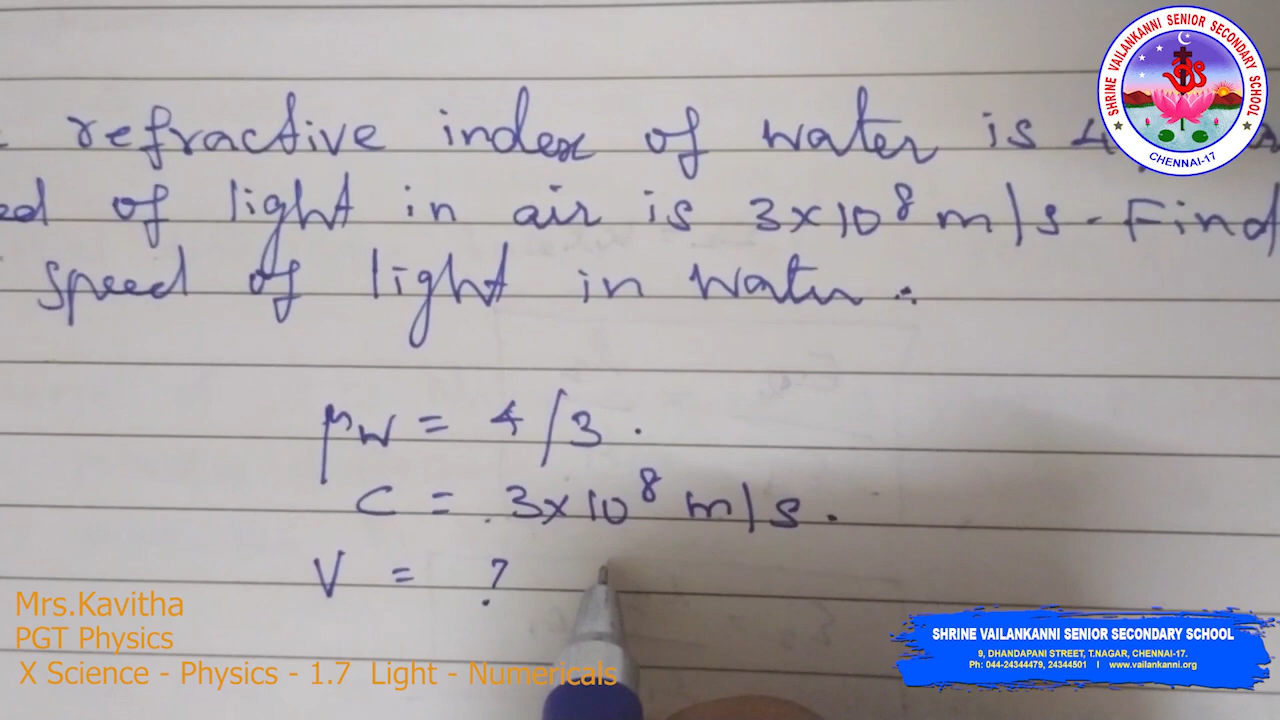 refractive index of water is 4
of light in air is 3x10⁸ m/s. Find
speed of light in water.
μw = 4/3.
C = 3x10⁸ m/s.
V = ?
Mrs.Kavitha
PGT Physics
X Science - Physics - 1.7 Light - Numericals
SHRINE VAILANKANNI SENIOR SECONDARY SCHOOL
CHENNAI-17
SHRINE VAILANKANNI SENIOR SECONDARY SCHOOL
9, DHANDAPANI STREET, T.NAGAR, CHENNAI-17.
Ph: 044-24344479, 24344501 | www.vailankanni.org